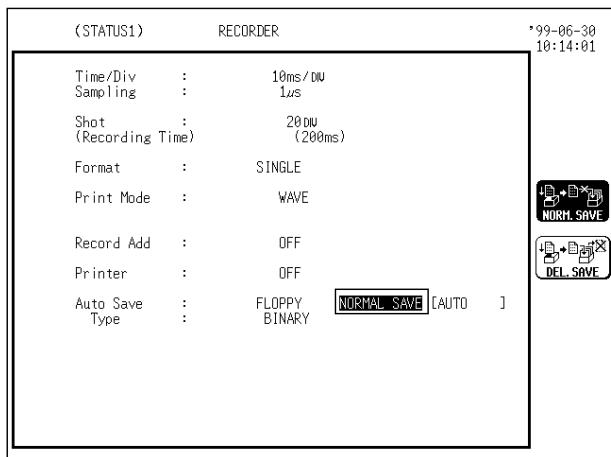 (STATUS1) RECORDER '99-06-30
10:14:01
Time/Div : 10ms/DIV
Sampling : 1µs
Shot : 20DIV
(Recording Time) (200ms)
Format : SINGLE
Print Mode : WAVE
NORM. SAVE
Record Add : OFF
DEL. SAVE
Printer : OFF
Auto Save : FLOPPY NORMAL SAVE [AUTO ]
Type : BINARY